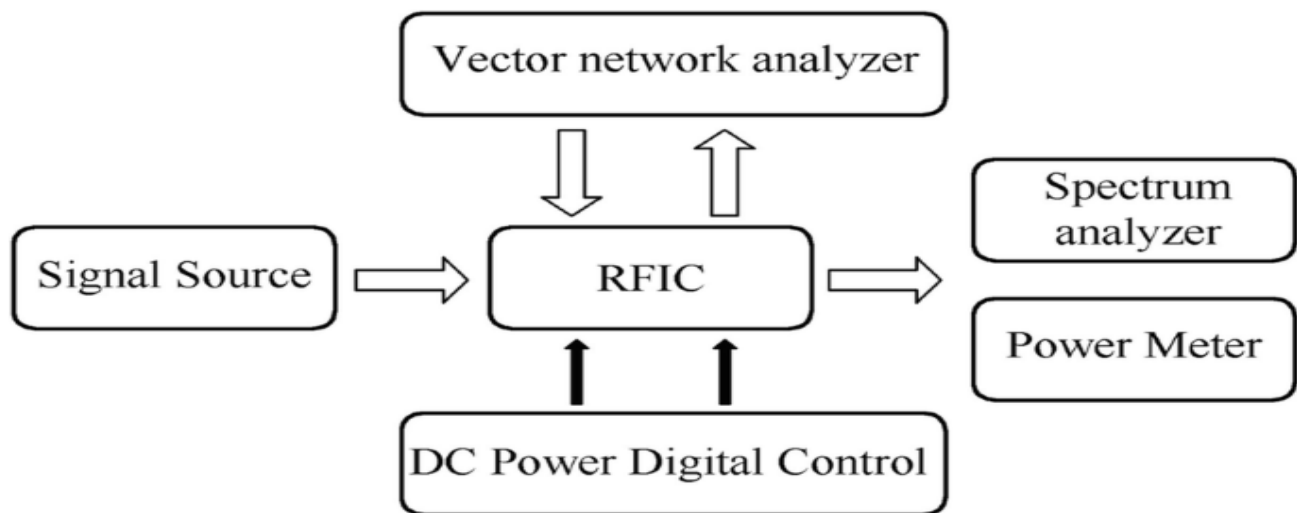 Vector network analyzer
Signal Source
RFIC
Spectrum
analyzer
Power Meter
DC Power Digital Control